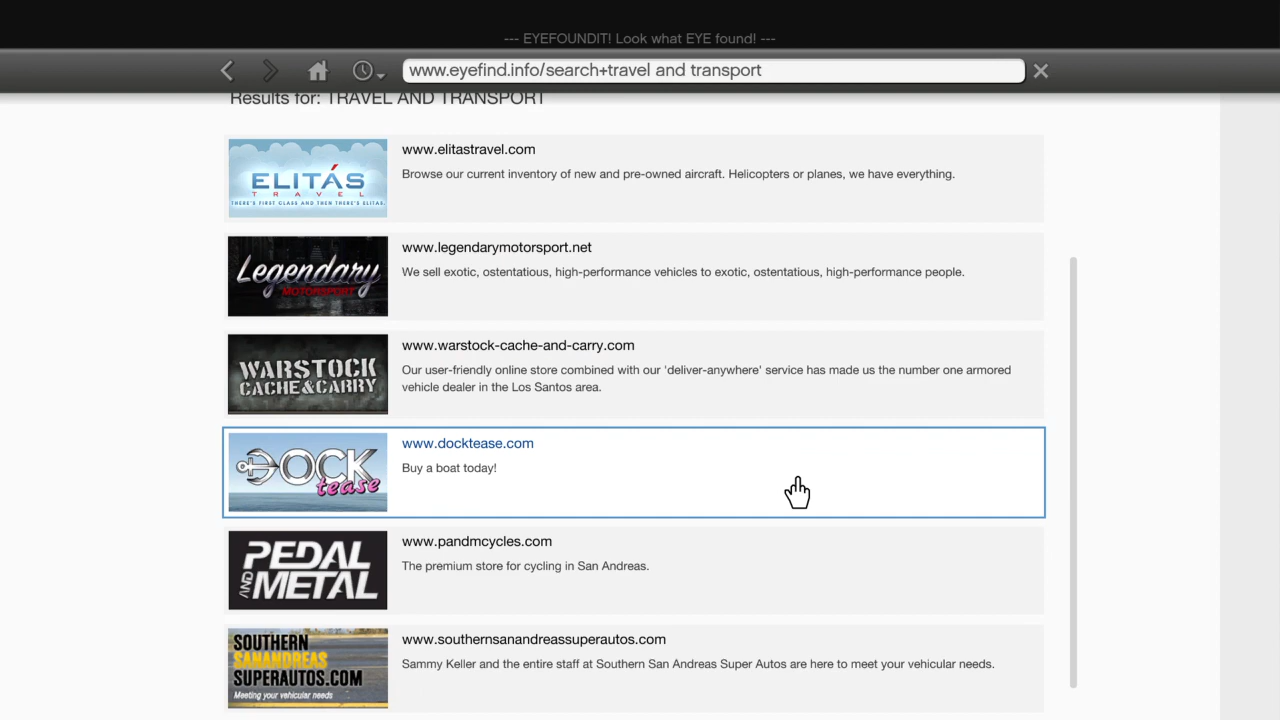 --- EYEFOUNDIT! Look what EYE found! ---
www.eyefind.info/search+travel and transport
Results for: TRAVEL AND TRANSPORT
ELITÁS
TRAVEL
THERE'S FIRST CLASS AND THEN THERE'S ELITAS.
www.elitastravel.com
Browse our current inventory of new and pre-owned aircraft. Helicopters or planes, we have everything.
Legendary
MOTORSPORT
www.legendarymotorsport.net
We sell exotic, ostentatious, high-performance vehicles to exotic, ostentatious, high-performance people.
WARSTOCK
CACHE&CARRY
www.warstock-cache-and-carry.com
Our user-friendly online store combined with our 'deliver-anywhere' service has made us the number one armored
vehicle dealer in the Los Santos area.
DOCK
tease
www.docktease.com
Buy a boat today!
PEDAL
AND METAL
www.pandmcycles.com
The premium store for cycling in San Andreas.
SOUTHERN
SANANDREAS
SUPERAUTOS.COM
Meeting your vehicular needs
www.southernsanandreassuperautos.com
Sammy Keller and the entire staff at Southern San Andreas Super Autos are here to meet your vehicular needs.